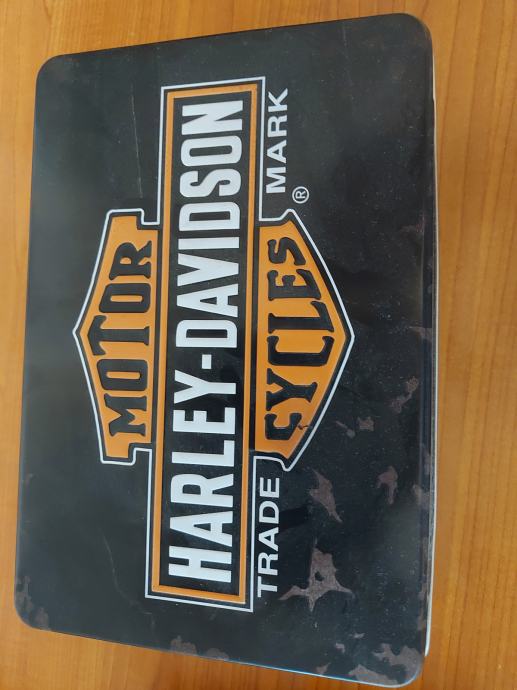 MOTOR
HARLEY-DAVIDSON
CYCLES
TRADE MARK ®